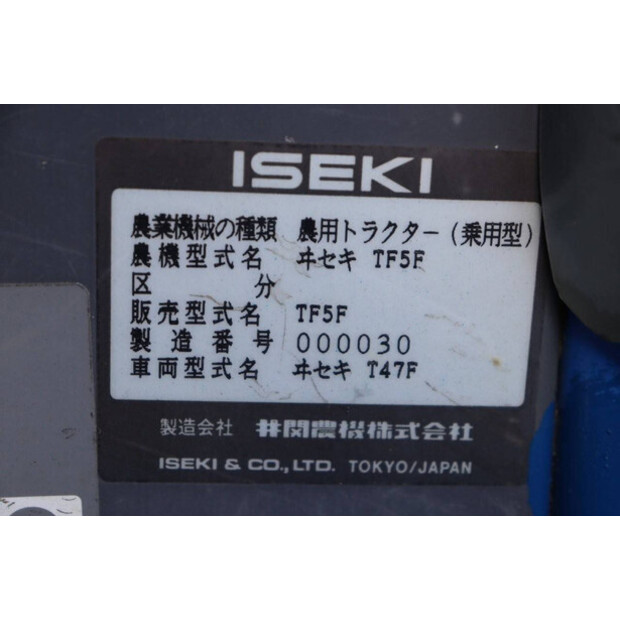 ISEKI
農業機械の種類 農用トラクター(乗用型)
農機型式名 ヰセキ TF5F
区分
販売型式名 TF5F
製造番号 000030
車両型式名 ヰセキ T47F
製造会社 井関農機株式会社
ISEKI & CO., LTD. TOKYO/JAPAN